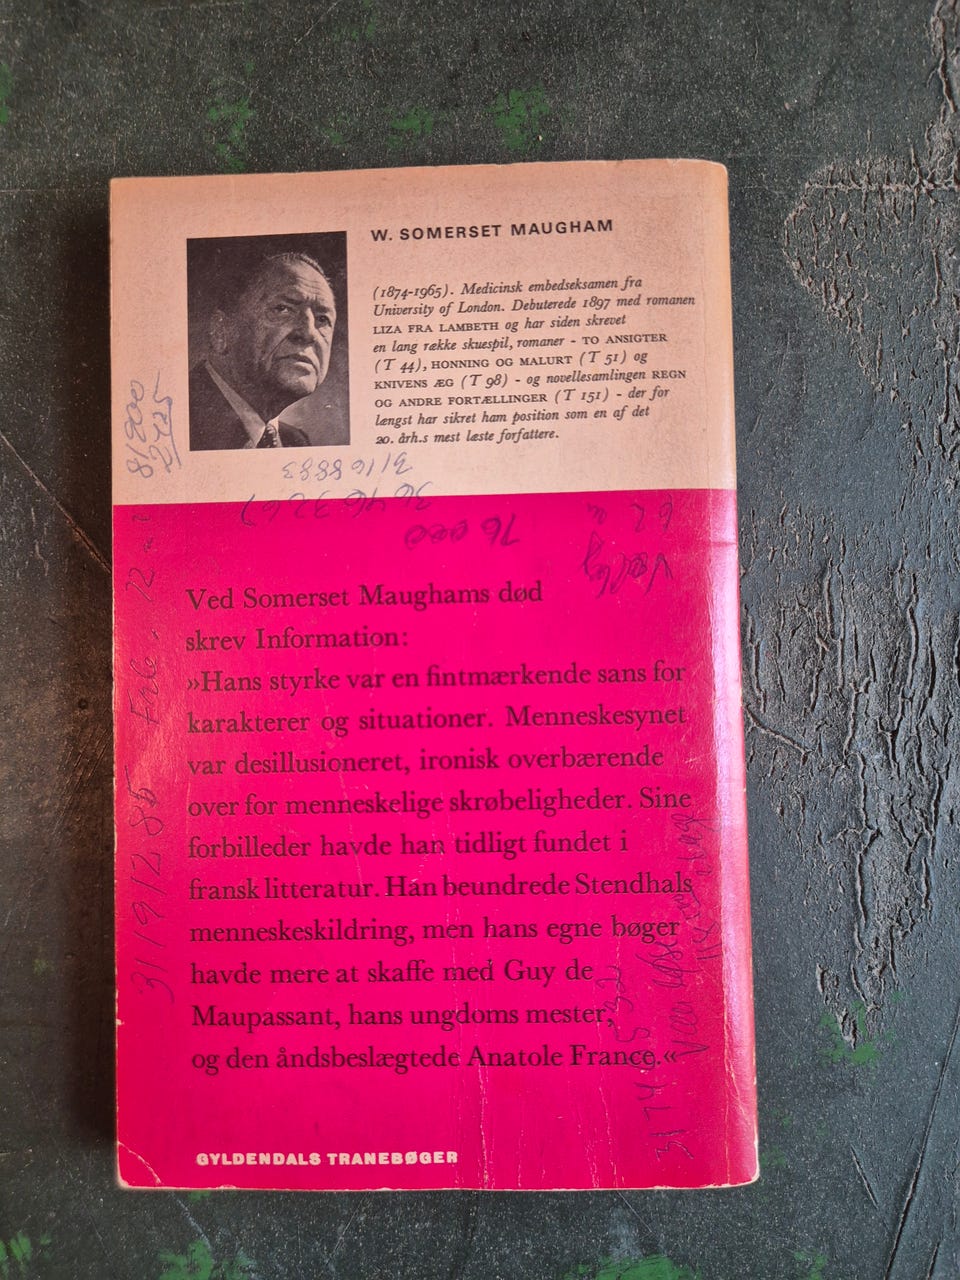 W. SOMERSET MAUGHAM
(1874-1965). Medicinsk embedseksamen fra
University of London. Debuterede 1897 med romanen
LIZA FRA LAMBETH og har siden skrevet
en lang række skuespil, romaner - TO ANSIGTER
(T 44), HONNING OG MALURT (T 51) og
KNIVENS ÆG (T 98) - og novellesamlingen REGN
OG ANDRE FORTÆLLINGER (T 151) - der for
længst har sikret ham position som en af det
20. årh.s mest læste forfattere.
81200
2725
3116 8883
76000
Ved Somerset Maughams død
skrev Information:
»Hans styrke var en fintmærkende sans for
karakterer og situationer. Menneskesynet
var desillusioneret, ironisk overbærende
over for menneskelige skrøbeligheder. Sine
forbilleder havde han tidligt fundet i
fransk litteratur. Han beundrede Stendhals
menneskeskildring, men hans egne bøger
havde mere at skaffe med Guy de
Maupassant, hans ungdoms mester,
og den åndsbeslægtede Anatole France.«
31191285
GYLDENDALS TRANEBØGER